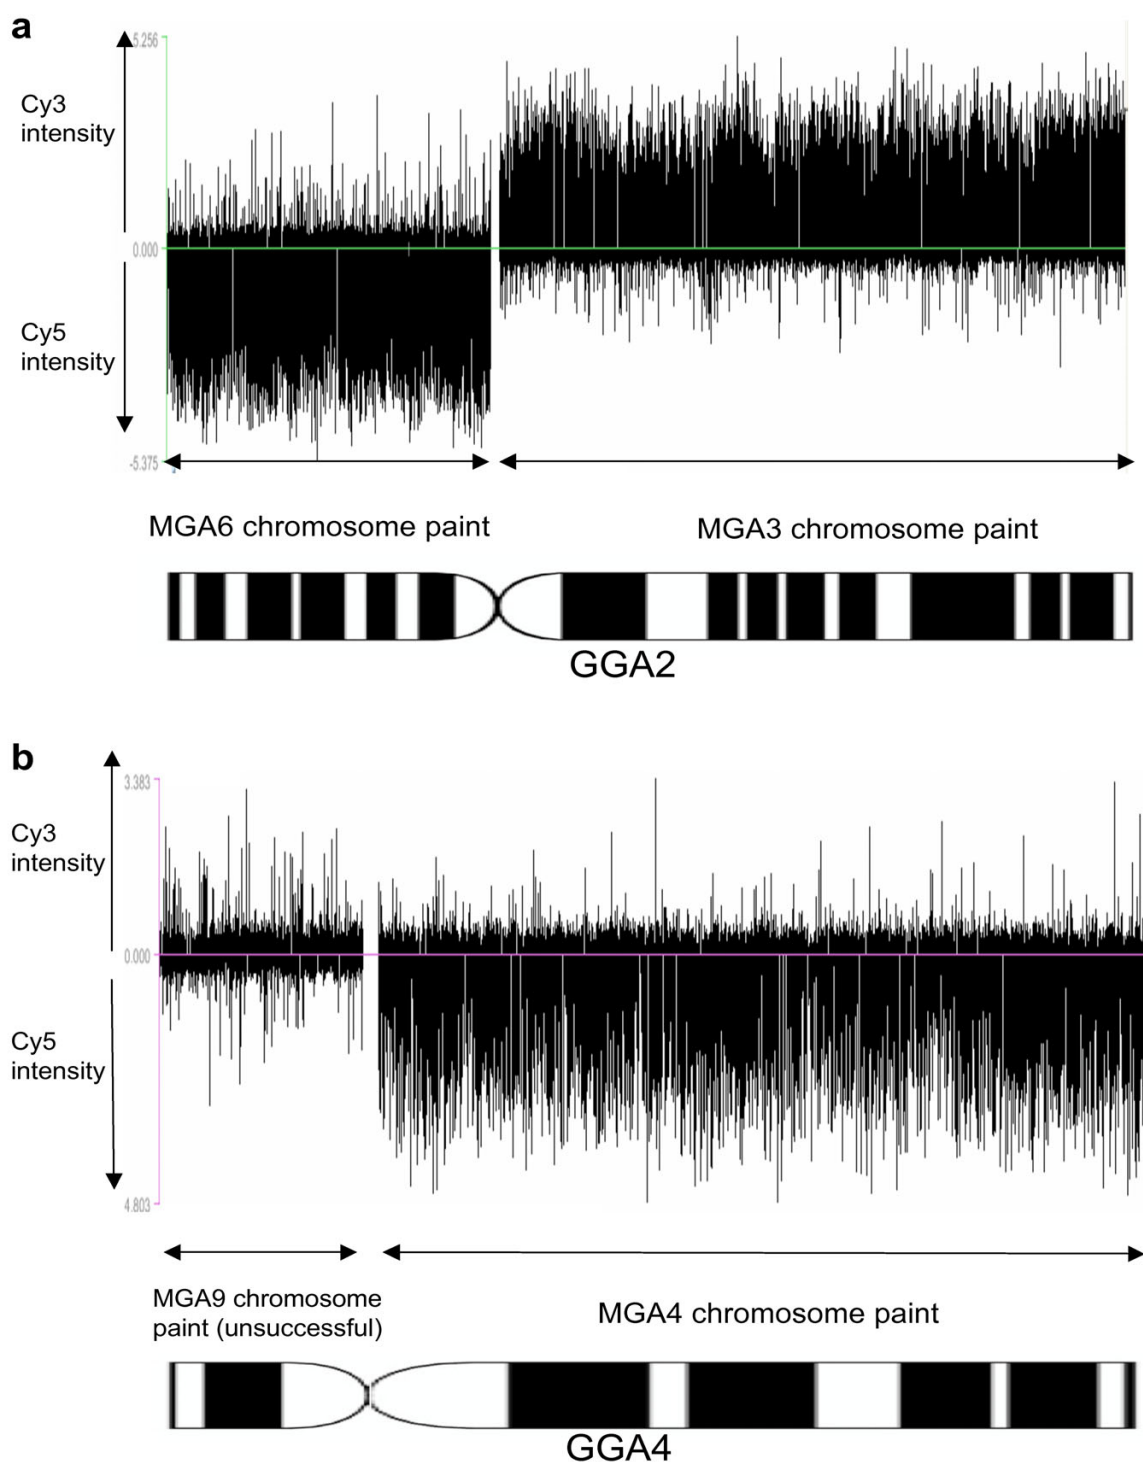 a
5.256
Cy3
intensity
0.000
Cy5
intensity
-5.375
MGA6 chromosome paint
MGA3 chromosome paint
GGA2
b
3.383
Cy3
intensity
0.000
Cy5
intensity
4.803
MGA9 chromosome
paint (unsuccessful)
MGA4 chromosome paint
GGA4